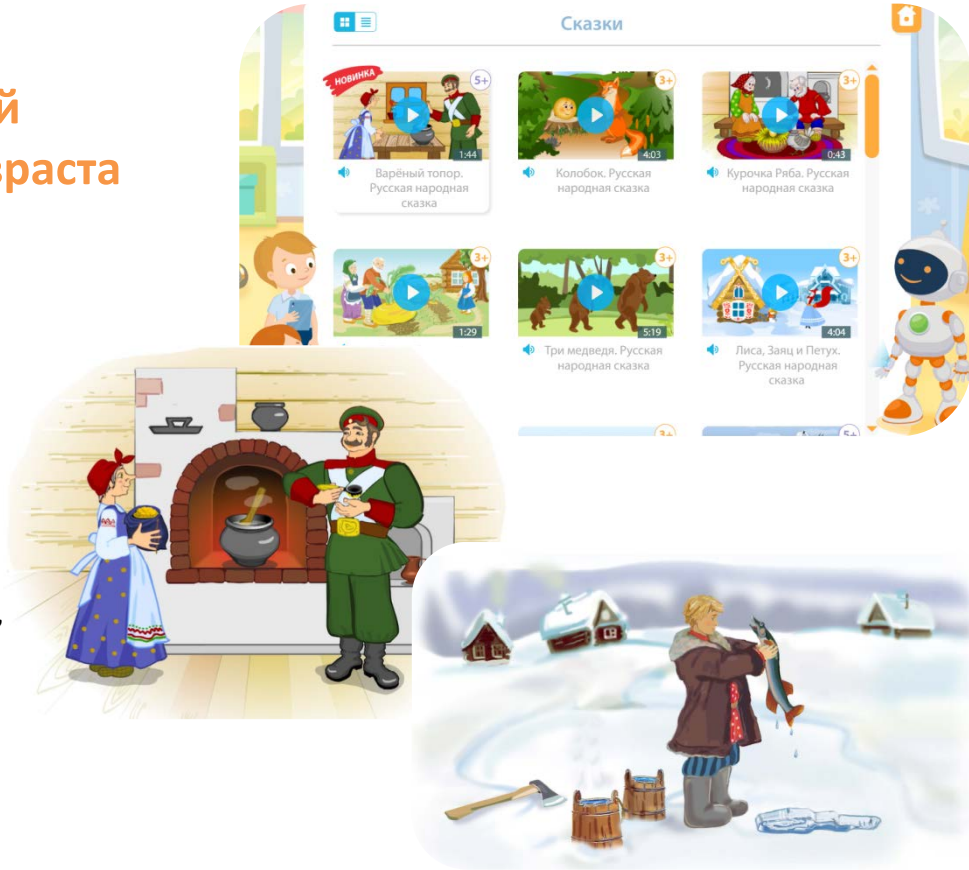 й
враста
,
Сказки
НОВИНКА
5+
1:44
Варёный топор.
Русская народная
сказка
3+
4:03
Колобок. Русская
народная сказка
3+
0:43
Курочка Ряба. Русская
народная сказка
3+
1:29
5:19
Три медведя. Русская
народная сказка
3+
4:04
Лиса, Заяц и Петух.
Русская народная
сказка
3+
5+